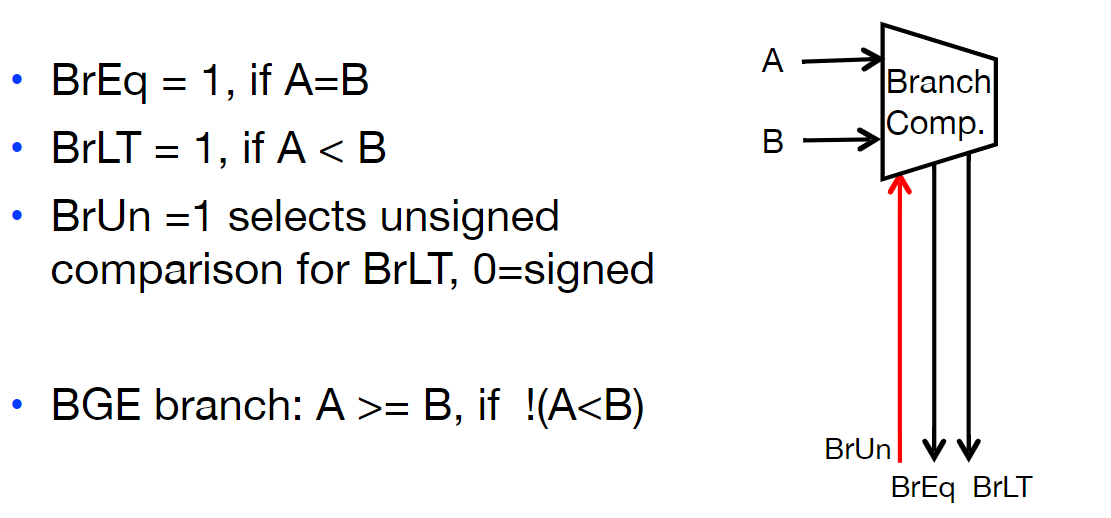 • BrEq = 1, if A=B
• BrLT = 1, if A < B
• BrUn =1 selects unsigned
comparison for BrLT, 0=signed
• BGE branch: A >= B, if !(A<B)
A
B
Branch
Comp.
BrUn
BrEq BrLT